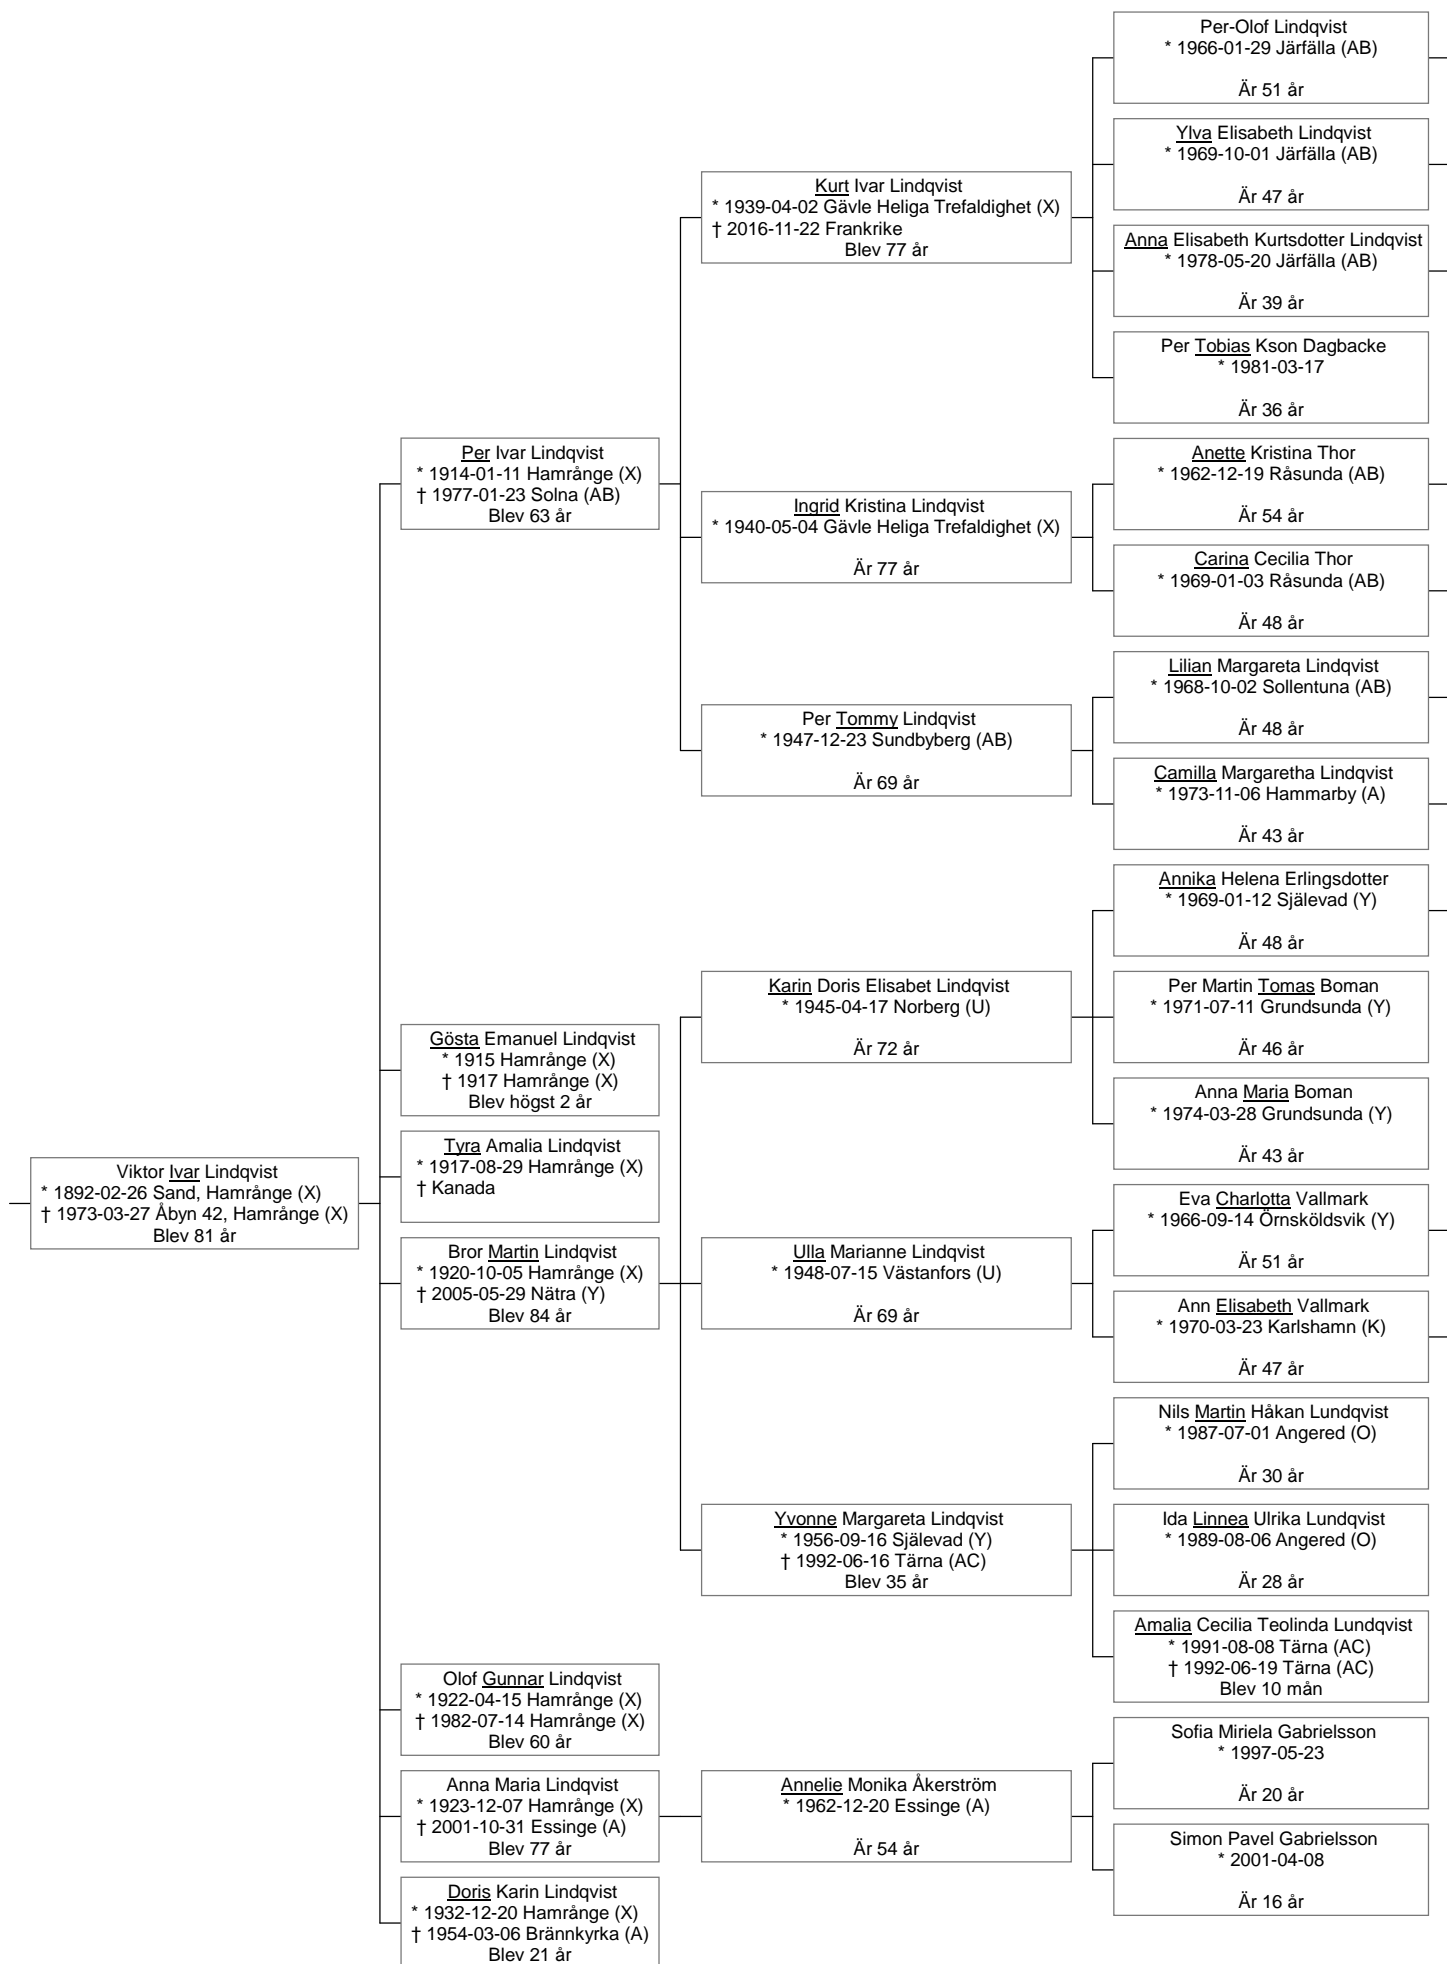 Per-Olof Lindqvist
* 1966-01-29 Järfälla (AB)
Är 51 år
Ylva Elisabeth Lindqvist
* 1969-10-01 Järfälla (AB)
Är 47 år
Kurt Ivar Lindqvist
* 1939-04-02 Gävle Heliga Trefaldighet (X)
† 2016-11-22 Frankrike
Blev 77 år
Anna Elisabeth Kurtsdotter Lindqvist
* 1978-05-20 Järfälla (AB)
Är 39 år
Per Tobias Kson Dagbacke
* 1981-03-17
Är 36 år
Per Ivar Lindqvist
* 1914-01-11 Hamrånge (X)
† 1977-01-23 Solna (AB)
Blev 63 år
Anette Kristina Thor
* 1962-12-19 Råsunda (AB)
Är 54 år
Ingrid Kristina Lindqvist
* 1940-05-04 Gävle Heliga Trefaldighet (X)
Är 77 år
Carina Cecilia Thor
* 1969-01-03 Råsunda (AB)
Är 48 år
Lilian Margareta Lindqvist
* 1968-10-02 Sollentuna (AB)
Är 48 år
Per Tommy Lindqvist
* 1947-12-23 Sundbyberg (AB)
Är 69 år
Camilla Margaretha Lindqvist
* 1973-11-06 Hammarby (A)
Är 43 år
Annika Helena Erlingsdotter
* 1969-01-12 Själevad (Y)
Är 48 år
Karin Doris Elisabet Lindqvist
* 1945-04-17 Norberg (U)
Är 72 år
Per Martin Tomas Boman
* 1971-07-11 Grundsunda (Y)
Är 46 år
Gösta Emanuel Lindqvist
* 1915 Hamrånge (X)
† 1917 Hamrånge (X)
Blev högst 2 år
Anna Maria Boman
* 1974-03-28 Grundsunda (Y)
Är 43 år
Tyra Amalia Lindqvist
* 1917-08-29 Hamrånge (X)
† Kanada
Viktor Ivar Lindqvist
* 1892-02-26 Sand, Hamrånge (X)
† 1973-03-27 Åbyn 42, Hamrånge (X)
Blev 81 år
Eva Charlotta Vallmark
* 1966-09-14 Örnsköldsvik (Y)
Är 51 år
Bror Martin Lindqvist
* 1920-10-05 Hamrånge (X)
† 2005-05-29 Nätra (Y)
Blev 84 år
Ulla Marianne Lindqvist
* 1948-07-15 Västanfors (U)
Är 69 år
Ann Elisabeth Vallmark
* 1970-03-23 Karlshamn (K)
Är 47 år
Nils Martin Håkan Lundqvist
* 1987-07-01 Angered (O)
Är 30 år
Yvonne Margareta Lindqvist
* 1956-09-16 Själevad (Y)
† 1992-06-16 Tärna (AC)
Blev 35 år
Ida Linnea Ulrika Lundqvist
* 1989-08-06 Angered (O)
Är 28 år
Amalia Cecilia Teolinda Lundqvist
* 1991-08-08 Tärna (AC)
† 1992-06-19 Tärna (AC)
Blev 10 mån
Olof Gunnar Lindqvist
* 1922-04-15 Hamrånge (X)
† 1982-07-14 Hamrånge (X)
Blev 60 år
Sofia Miriela Gabrielsson
* 1997-05-23
Är 20 år
Anna Maria Lindqvist
* 1923-12-07 Hamrånge (X)
† 2001-10-31 Essinge (A)
Blev 77 år
Annelie Monika Åkerström
* 1962-12-20 Essinge (A)
Är 54 år
Simon Pavel Gabrielsson
* 2001-04-08
Är 16 år
Doris Karin Lindqvist
* 1932-12-20 Hamrånge (X)
† 1954-03-06 Brännkyrka (A)
Blev 21 år